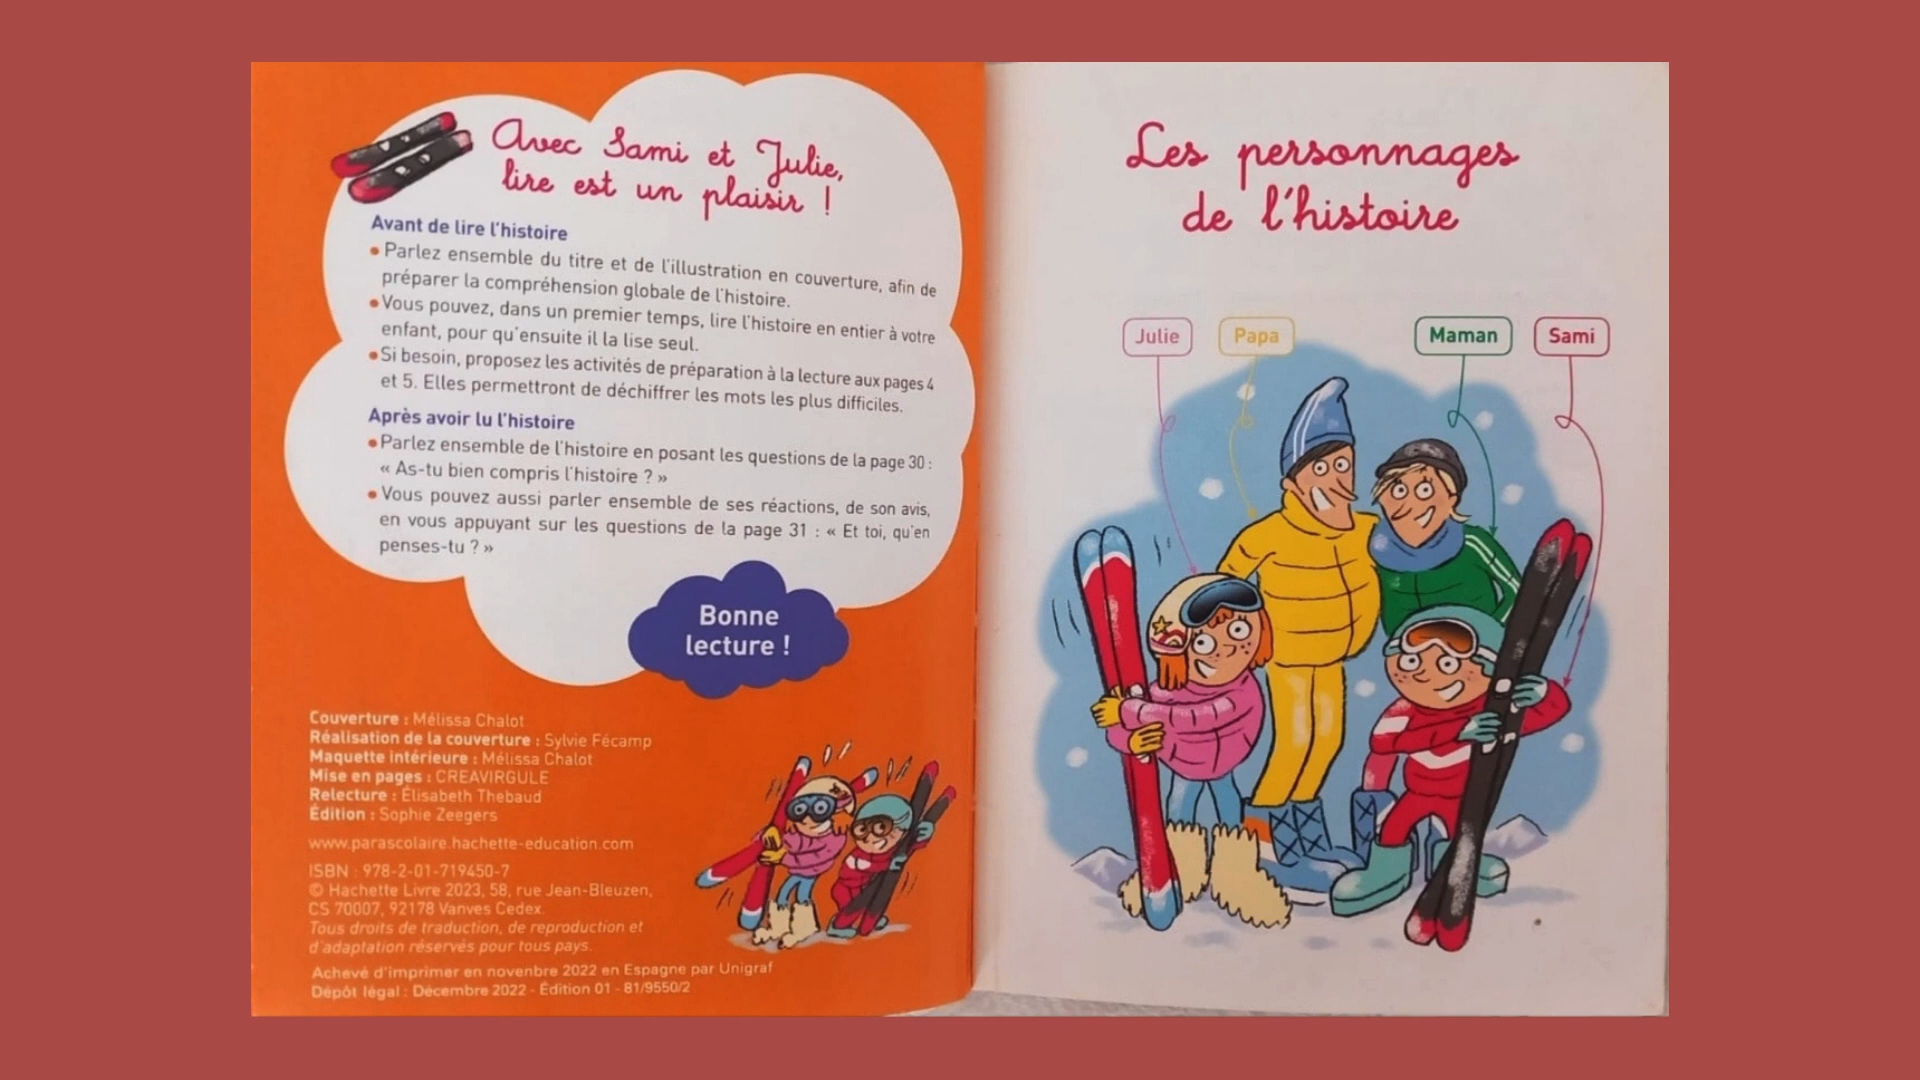 Avec Sami et Julie,
lire est un plaisir !
Avant de lire l'histoire
• Parlez ensemble du titre et de l'illustration en couverture, afin de
préparer la compréhension globale de l'histoire.
• Vous pouvez, dans un premier temps, lire l'histoire en entier à votre
enfant, pour qu'ensuite il la lise seul.
• Si besoin, proposez les activités de préparation à la lecture aux pages 4
et 5. Elles permettront de déchiffrer les mots les plus difficiles.
Après avoir lu l'histoire
• Parlez ensemble de l'histoire en posant les questions de la page 30 :
« As-tu bien compris l'histoire ? »
• Vous pouvez aussi parler ensemble de ses réactions, de son avis,
en vous appuyant sur les questions de la page 31 : « Et toi, qu'en
penses-tu ? »
Bonne
lecture !
Couverture : Mélissa Chalot
Réalisation de la couverture : Sylvie Fécamp
Maquette intérieure : Mélissa Chalot
Mise en pages : CREAVIRGULE
Relecture : Élisabeth Thebaud
Édition : Sophie Zeegers
www.parascolaire.hachette-education.com
ISBN : 978-2-01-719450-7
© Hachette Livre 2023, 58, rue Jean-Bleuzen,
CS 70007, 92178 Vanves Cedex.
Tous droits de traduction, de reproduction et
d'adaptation réservés pour tous pays.
Achevé d'imprimer en novenbre 2022 en Espagne par Unigraf
Dépôt légal : Décembre 2022 - Édition 01 - 81/9550/2
Les personnages
de l'histoire
Julie Papa Maman Sami